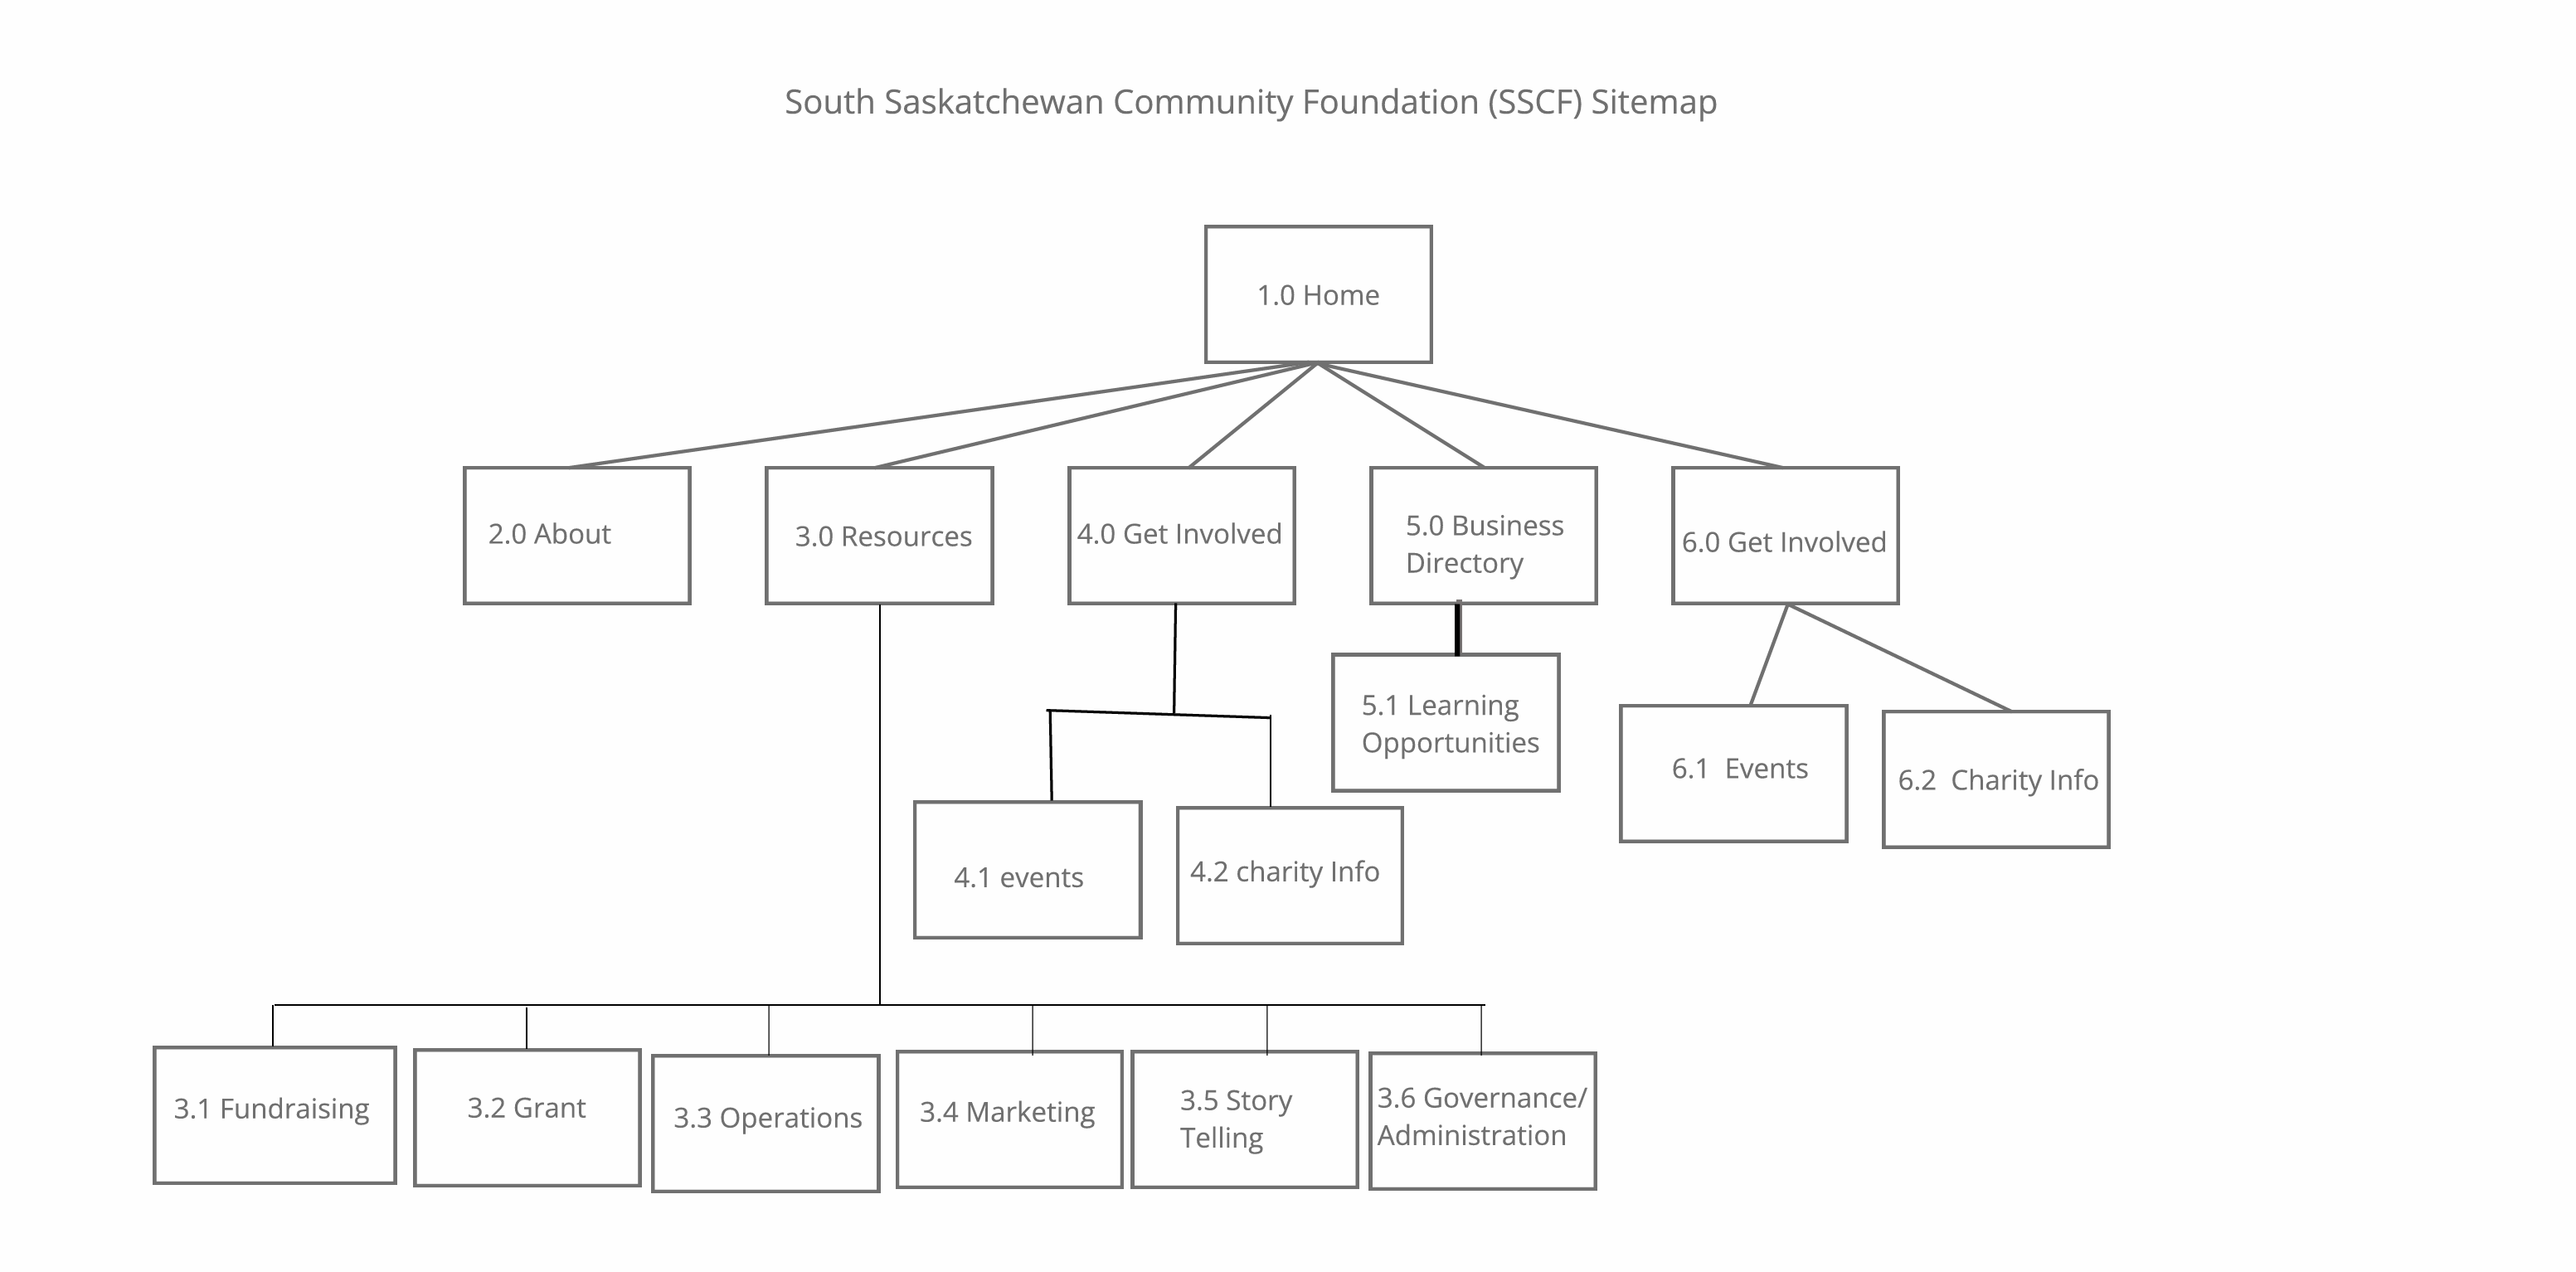 South Saskatchewan Community Foundation (SSCF) Sitemap
1.0 Home
2.0 About
3.0 Resources
4.0 Get Involved
5.0 Business
Directory
6.0 Get Involved
5.1 Learning
Opportunities
6.1  Events
6.2  Charity Info
4.1 events
4.2 charity Info
3.1 Fundraising
3.2 Grant
3.3 Operations
3.4 Marketing
3.5 Story
Telling
3.6 Governance/
Administration